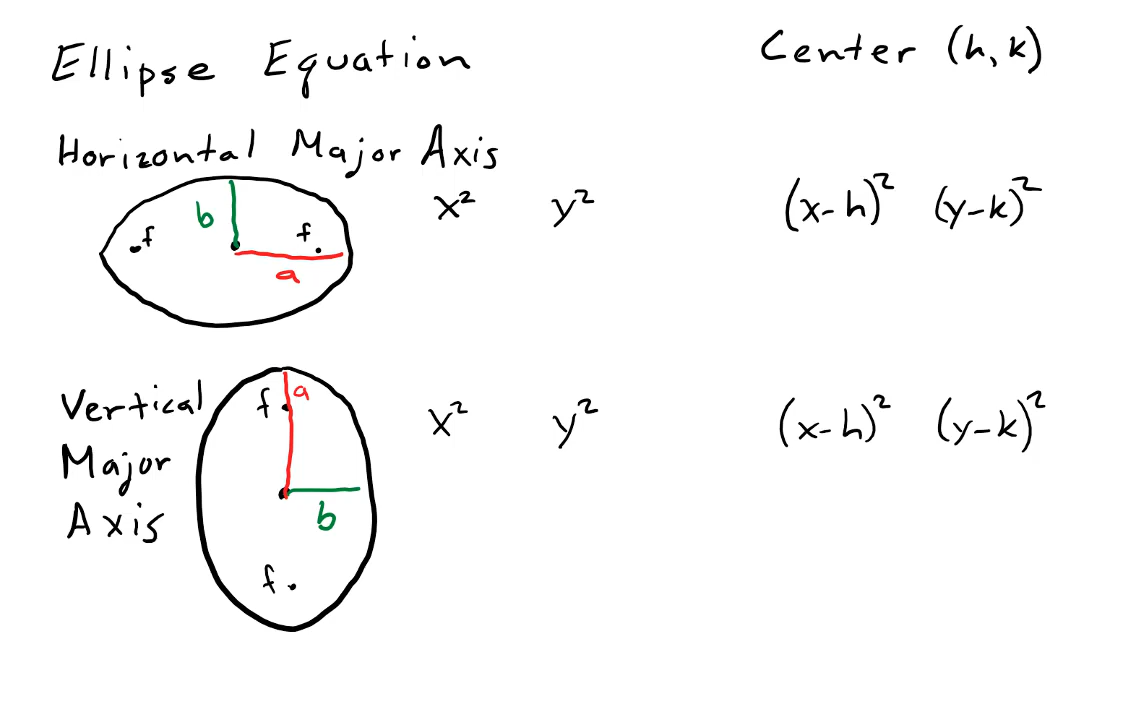 Ellipse Equation Center (h, k)
Horizontal Major Axis
x² y² (x-h)² (y-k)²
b
f f
a
Vertical
Major
Axis
f a
x² y² (x-h)² (y-k)²
b
f